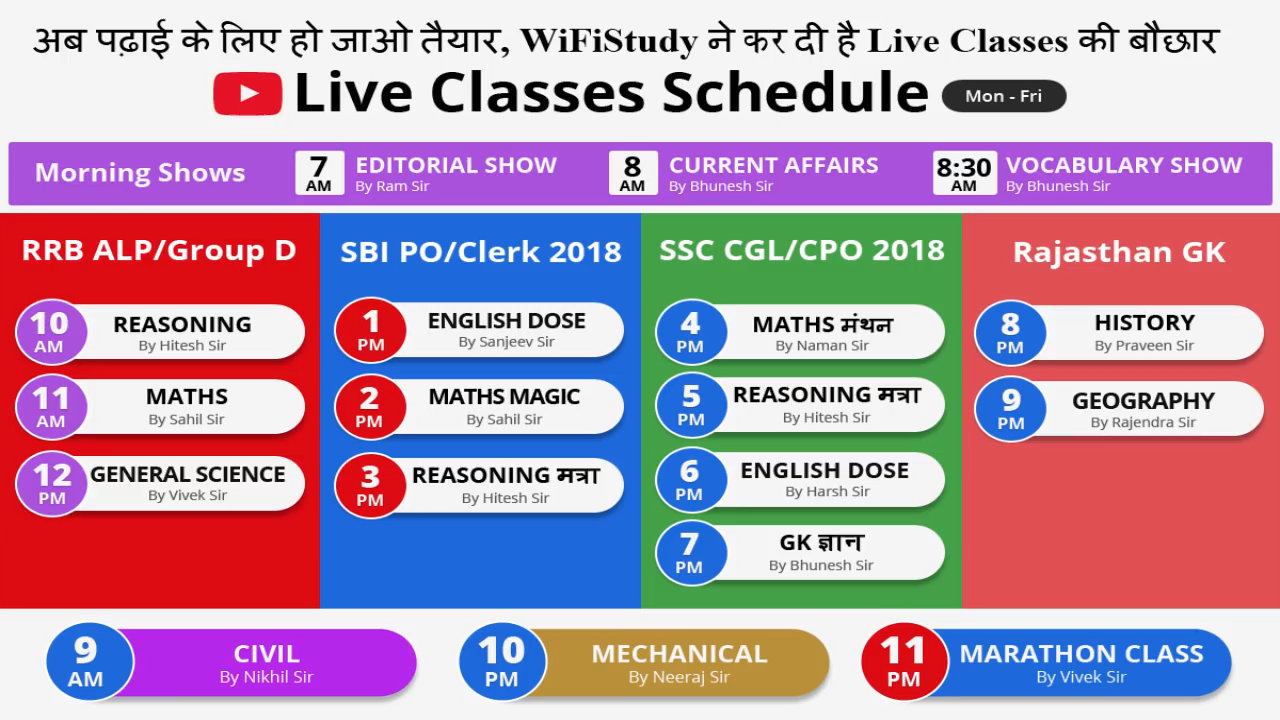 अब पढ़ाई के लिए हो जाओ तैयार, WiFiStudy ने कर दी है Live Classes की बौछार
Live Classes Schedule Mon - Fri
Morning Shows
7 AM EDITORIAL SHOW
By Ram Sir
8 AM CURRENT AFFAIRS
By Bhunesh Sir
8:30 AM VOCABULARY SHOW
By Bhunesh Sir
RRB ALP/Group D
10 AM REASONING
By Hitesh Sir
11 AM MATHS
By Sahil Sir
12 PM GENERAL SCIENCE
By Vivek Sir
SBI PO/Clerk 2018
1 PM ENGLISH DOSE
By Sanjeev Sir
2 PM MATHS MAGIC
By Sahil Sir
3 PM REASONING मत्रा
By Hitesh Sir
SSC CGL/CPO 2018
4 PM MATHS मंथन
By Naman Sir
5 PM REASONING मत्रा
By Hitesh Sir
6 PM ENGLISH DOSE
By Harsh Sir
7 PM GK ज्ञान
By Bhunesh Sir
Rajasthan GK
8 PM HISTORY
By Praveen Sir
9 PM GEOGRAPHY
By Rajendra Sir
9 AM CIVIL
By Nikhil Sir
10 PM MECHANICAL
By Neeraj Sir
11 PM MARATHON CLASS
By Vivek Sir